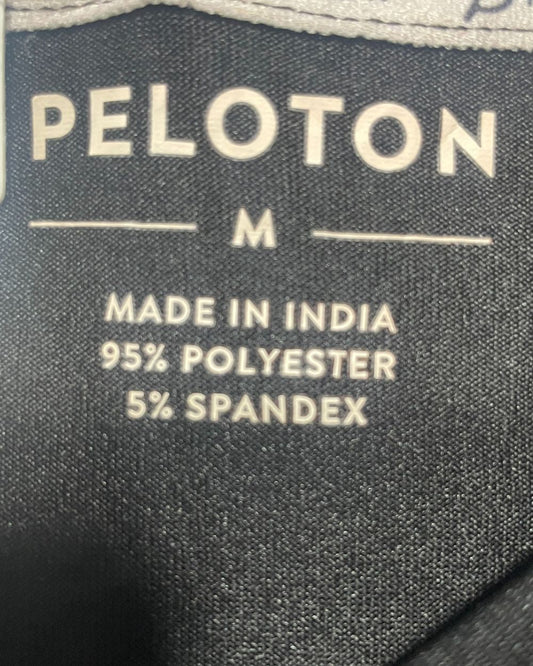 PELOTON
M
MADE IN INDIA
95% POLYESTER
5% SPANDEX